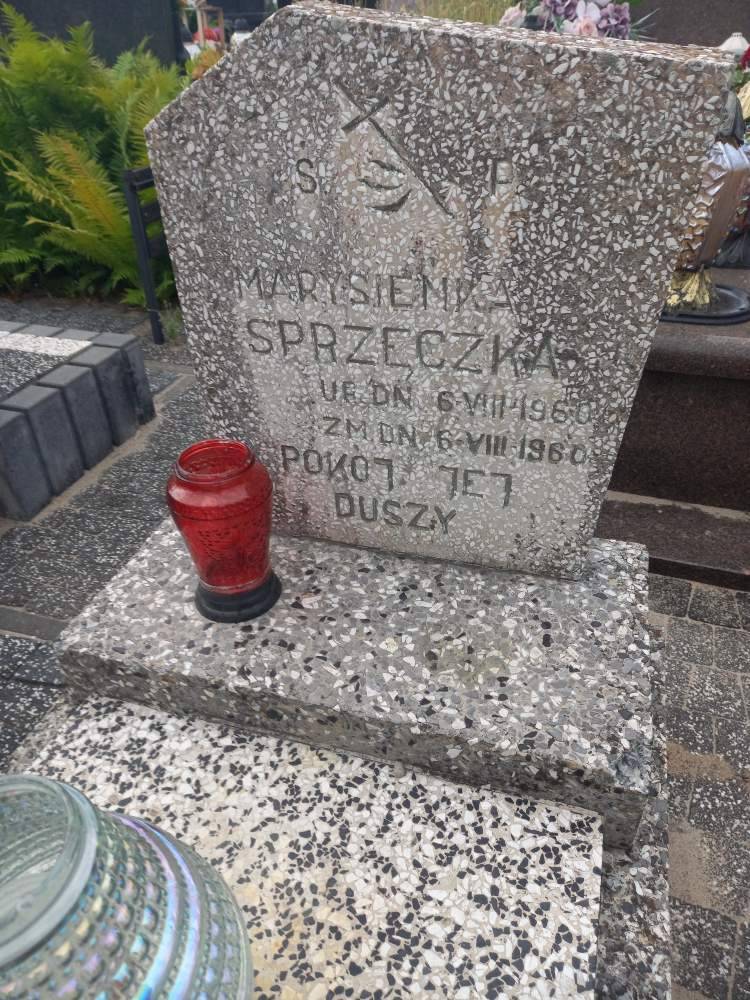 S P
MARYSIEŃKA
SPRZĘCZKA
UR. DN. 6-VIII-1960
ZM. DN. 6-VIII-1960
POKÓJ JEJ
DUSZY